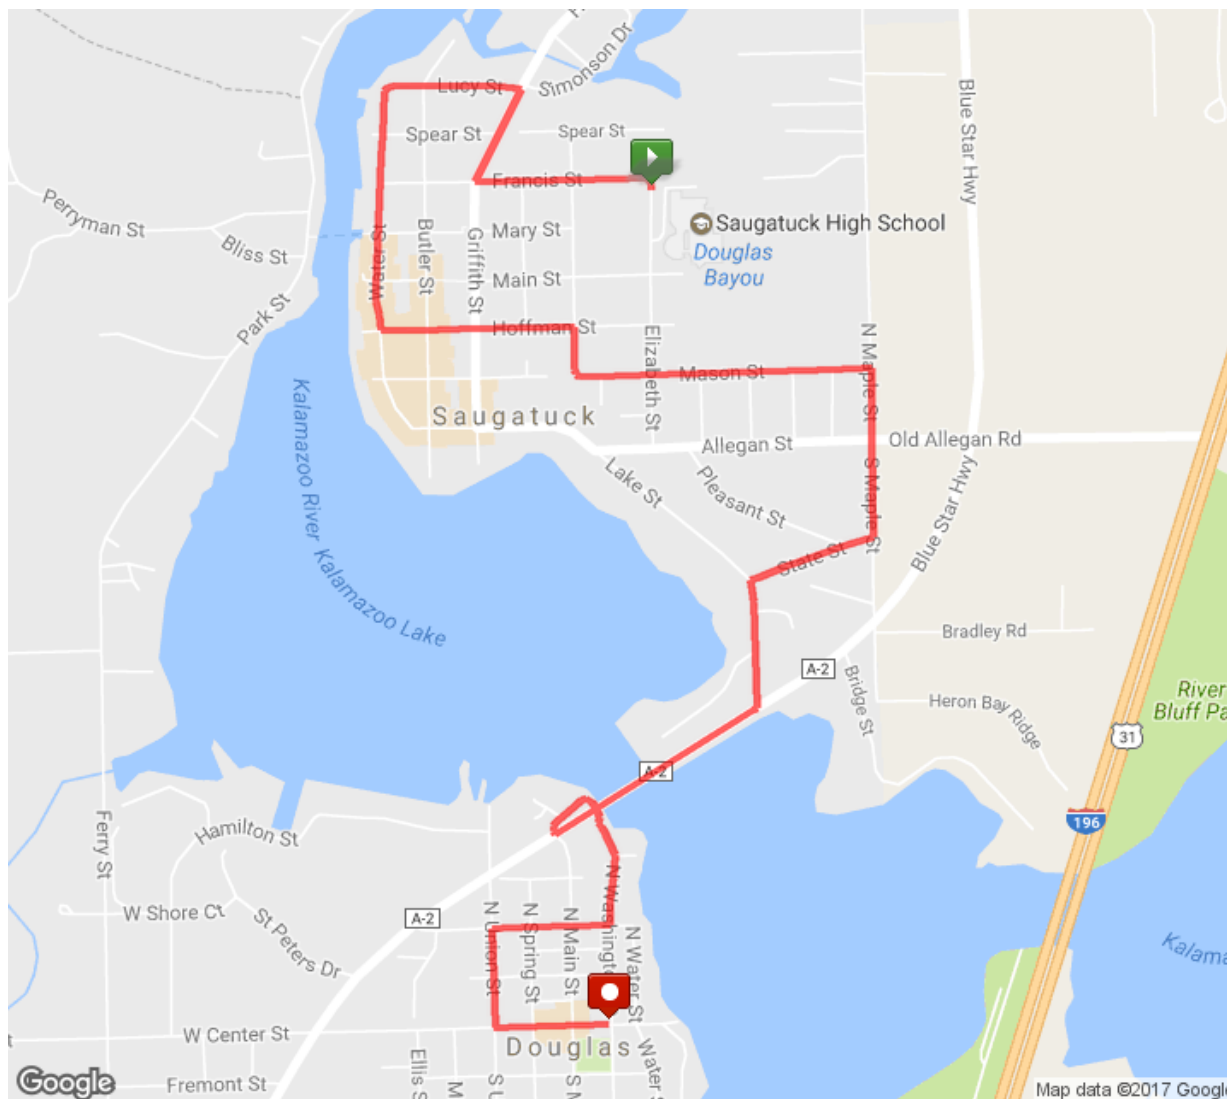 Simonson Dr
Lucy St
Spear St
Spear St
Blue Star Hwy
Francis St
Perryman St
Saugatuck High School
Butler St
Griffith St
Mary St
Bliss St
Douglas
Bayou
Water St
Main St
Park St
Hoffman St
Elizabeth St
N Maple St
Mason St
Kalamazoo River
Saugatuck
Allegan St
Old Allegan Rd
Lake St
Pleasant St
S Maple St
Blue Star Hwy
State St
Kalamazoo Lake
Bradley Rd
A-2
Bridge St
Heron Bay Ridge
River
Bluff Pa
31
A-2
196
Ferry St
Hamilton St
W Shore Ct
A-2
St Peters Dr
N Union St
N Spring St
N Main St
N Washington
N Water St
Kalama
W Center St
Douglas
Ellis S
M
S U
S M
Water S
Fremont St
Google
Map data ©2017 Google